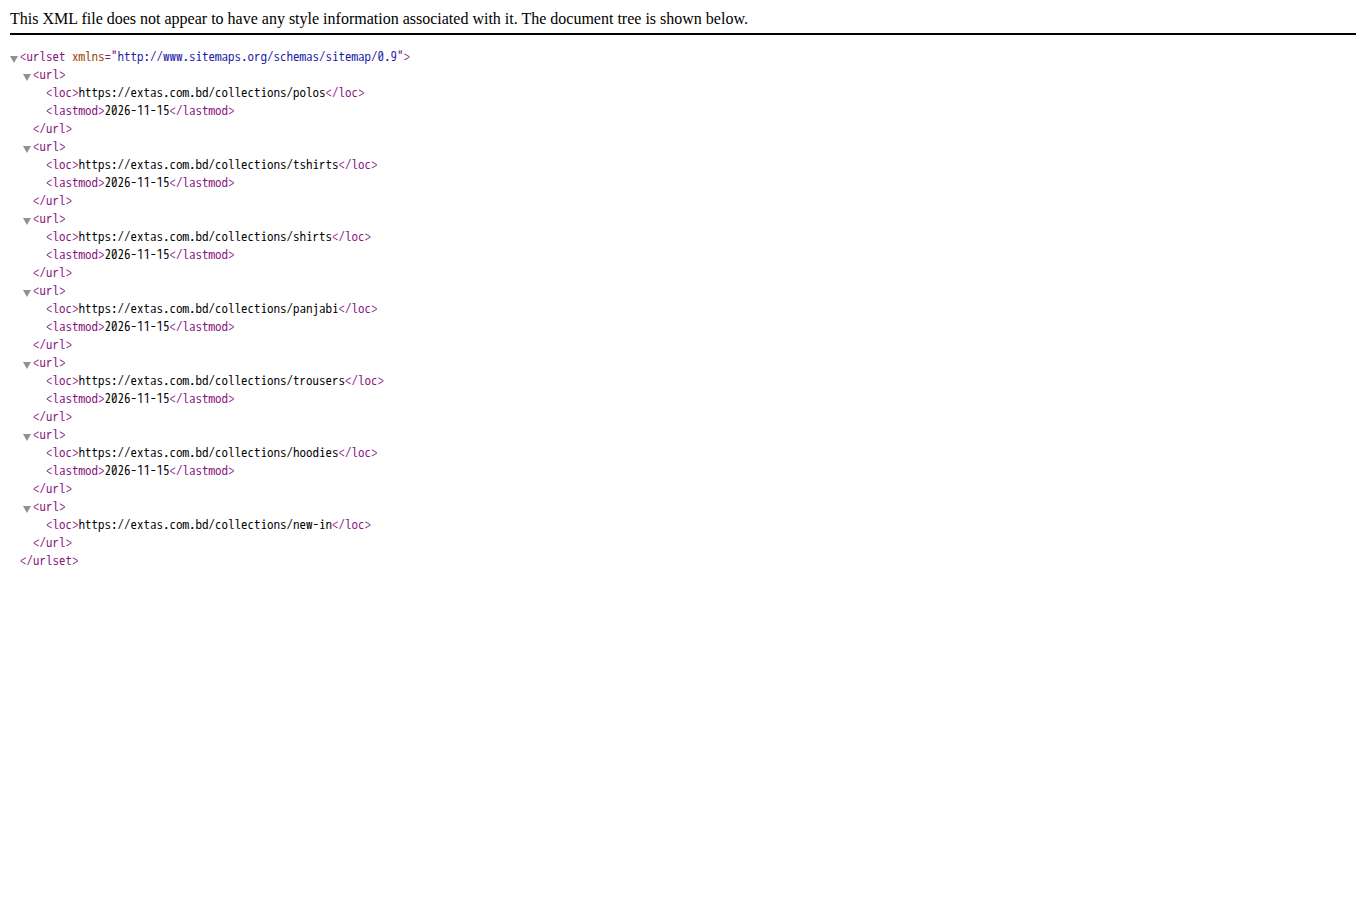 This XML file does not appear to have any style information associated with it. The document tree is shown below.
<urlset xmlns="http://www.sitemaps.org/schemas/sitemap/0.9">
<url>
<loc>https://extas.com.bd/collections/polos</loc>
<lastmod>2026-11-15</lastmod>
</url>
<url>
<loc>https://extas.com.bd/collections/tshirts</loc>
<lastmod>2026-11-15</lastmod>
</url>
<url>
<loc>https://extas.com.bd/collections/shirts</loc>
<lastmod>2026-11-15</lastmod>
</url>
<url>
<loc>https://extas.com.bd/collections/panjabi</loc>
<lastmod>2026-11-15</lastmod>
</url>
<url>
<loc>https://extas.com.bd/collections/trousers</loc>
<lastmod>2026-11-15</lastmod>
</url>
<url>
<loc>https://extas.com.bd/collections/hoodies</loc>
<lastmod>2026-11-15</lastmod>
</url>
<url>
<loc>https://extas.com.bd/collections/new-in</loc>
</url>
</urlset>